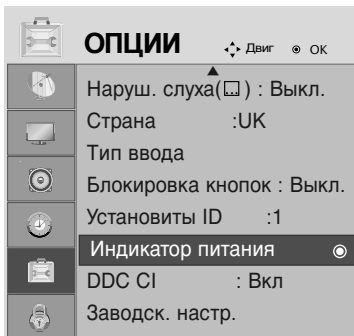 ОПЦИИ Двиг ОК
Наруш. слуха( ) : Выкл.
Страна :UK
Тип ввода
Блокировка кнопок : Выкл.
Установиты ID :1
Индикатор питания
DDC CI : Вкл
Заводск. настр.